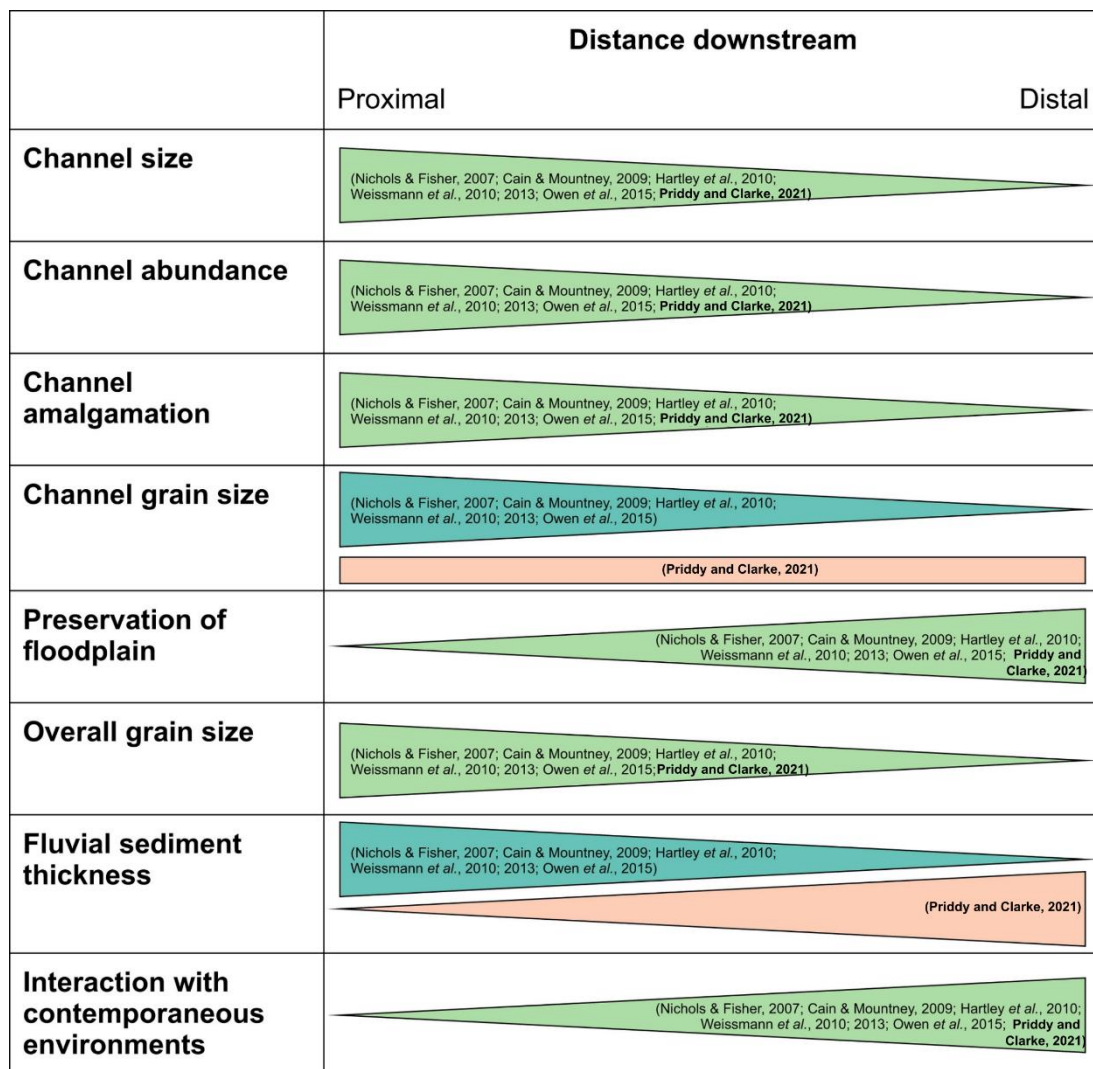 Distance downstream
Proximal
Distal
Channel size
(Nichols & Fisher, 2007; Cain & Mountney, 2009; Hartley et al., 2010;
Weissmann et al., 2010; 2013; Owen et al., 2015; Priddy and Clarke, 2021)
Channel abundance
(Nichols & Fisher, 2007; Cain & Mountney, 2009; Hartley et al., 2010;
Weissmann et al., 2010; 2013; Owen et al., 2015; Priddy and Clarke, 2021)
Channel
amalgamation
(Nichols & Fisher, 2007; Cain & Mountney, 2009; Hartley et al., 2010;
Weissmann et al., 2010; 2013; Owen et al., 2015; Priddy and Clarke, 2021)
Channel grain size
(Nichols & Fisher, 2007; Cain & Mountney, 2009; Hartley et al., 2010;
Weissmann et al., 2010; 2013; Owen et al., 2015)
(Priddy and Clarke, 2021)
Preservation of
floodplain
(Nichols & Fisher, 2007; Cain & Mountney, 2009; Hartley et al., 2010;
Weissmann et al., 2010; 2013; Owen et al., 2015; Priddy and
Clarke, 2021)
Overall grain size
(Nichols & Fisher, 2007; Cain & Mountney, 2009; Hartley et al., 2010;
Weissmann et al., 2010; 2013; Owen et al., 2015;Priddy and Clarke, 2021)
Fluvial sediment
thickness
(Nichols & Fisher, 2007; Cain & Mountney, 2009; Hartley et al., 2010;
Weissmann et al., 2010; 2013; Owen et al., 2015)
(Priddy and Clarke, 2021)
Interaction with
contemporaneous
environments
(Nichols & Fisher, 2007; Cain & Mountney, 2009; Hartley et al., 2010;
Weissmann et al., 2010; 2013; Owen et al., 2015; Priddy and
Clarke, 2021)